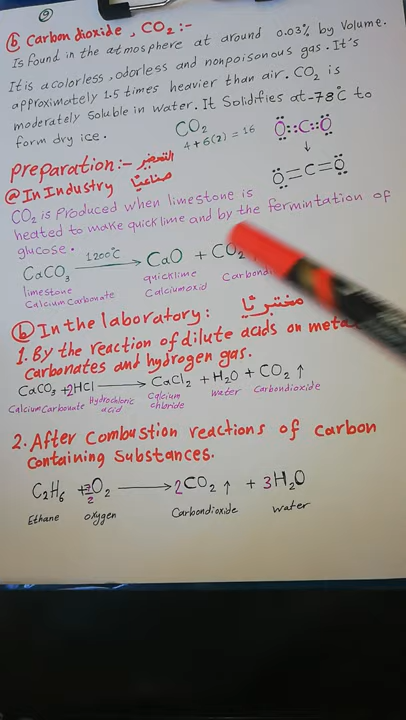 9
(b) Carbon dioxide, CO₂ :-
Is found in the atmosphere at around 0.03% by Volume.
It is a colorless, odorless and nonpoisonous gas. It's
approximately 1.5 times heavier than air. CO₂ is
moderately soluble in water. It Solidifies at -78°C to
form dry ice.
CO₂
4+6(2) = 16
O::C::O
↓
O=C=O
Preparation:- التحضير
@ In Industry صناعيًا
CO₂ is produced when limestone is
heated to make quicklime and by the fermintation of
glucose.
CaCO₃ 1200°C → CaO + CO₂
limestone quicklime Carbon
Calcium Carbonate Calcium oxid
(b) In the laboratory: مختبريًا
1. By the reaction of dilute acids on meta
carbonates and hydrogen gas.
CaCO₃ + 2HCl → CaCl₂ + H₂O + CO₂ ↑
Calcium Carbonate Hydrochloric acid Calcium chloride water Carbondioxide
2. After Combustion reactions of carbon
Containing Substances.
C₂H₆ + 7/2 O₂ → 2CO₂ ↑ + 3H₂O
Ethane oxygen Carbondioxide water